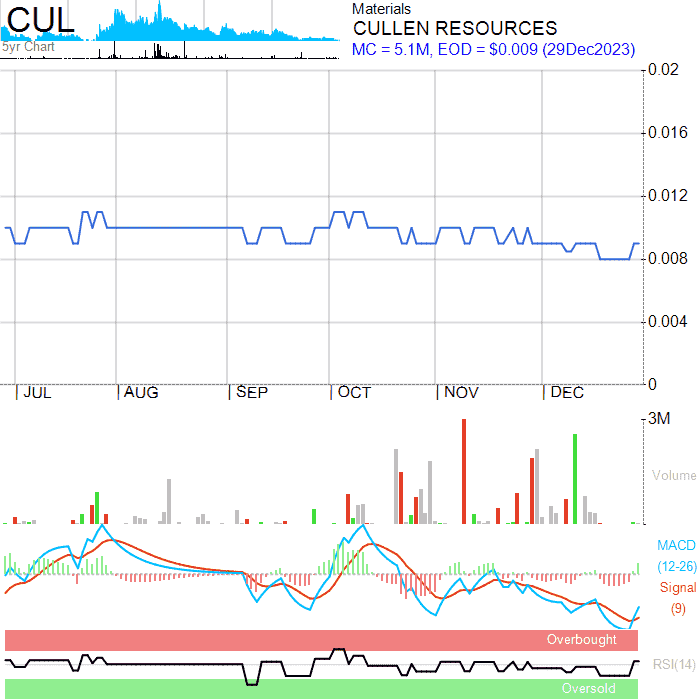 CUL
5yr Chart
Materials
CULLEN RESOURCES
MC = 5.1M, EOD = $0.009 (29Dec2023)
0.02
0.016
0.012
0.008
0.004
0
JUL AUG SEP OCT NOV DEC
3M
Volume
MACD
(12-26)
Signal
(9)
Overbought
RSI(14)
Oversold